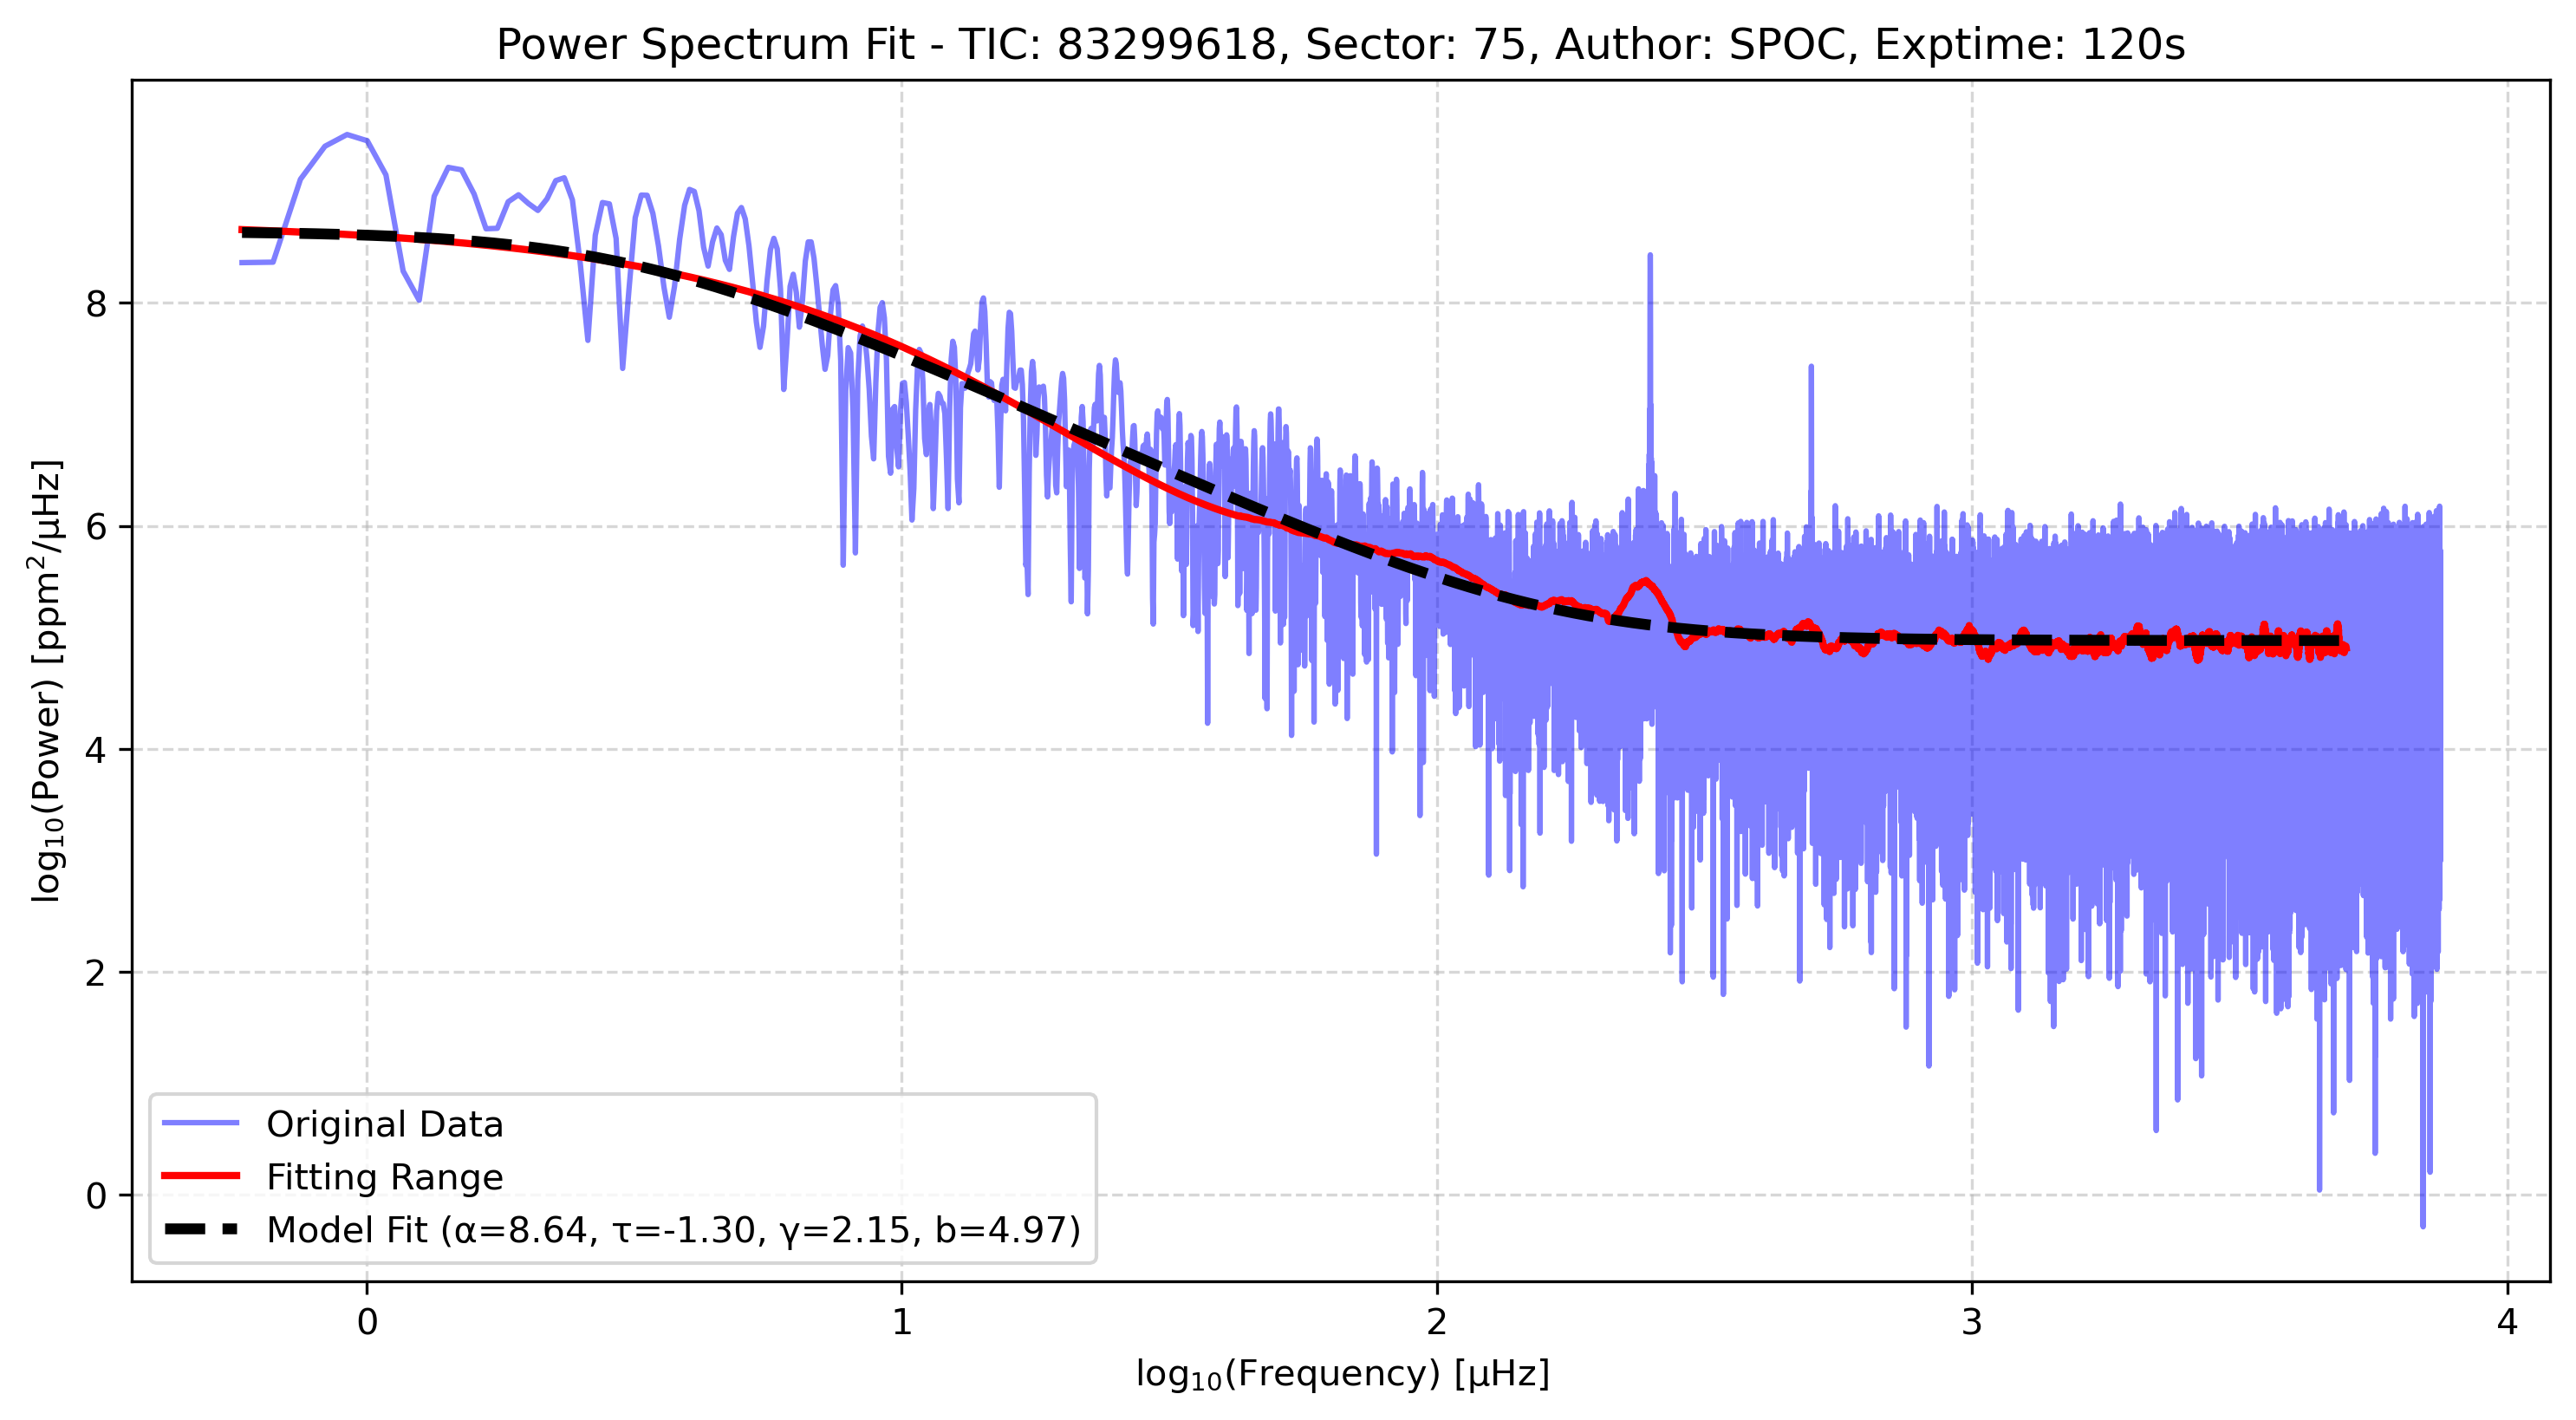 Power Spectrum Fit - TIC: 83299618, Sector: 75, Author: SPOC, Exptime: 120s
log₁₀(Power) [ppm²/μHz]
8
6
4
2
0
Original Data
Fitting Range
Model Fit (α=8.64, τ=-1.30, γ=2.15, b=4.97)
0 1 2 3 4
log₁₀(Frequency) [μHz]